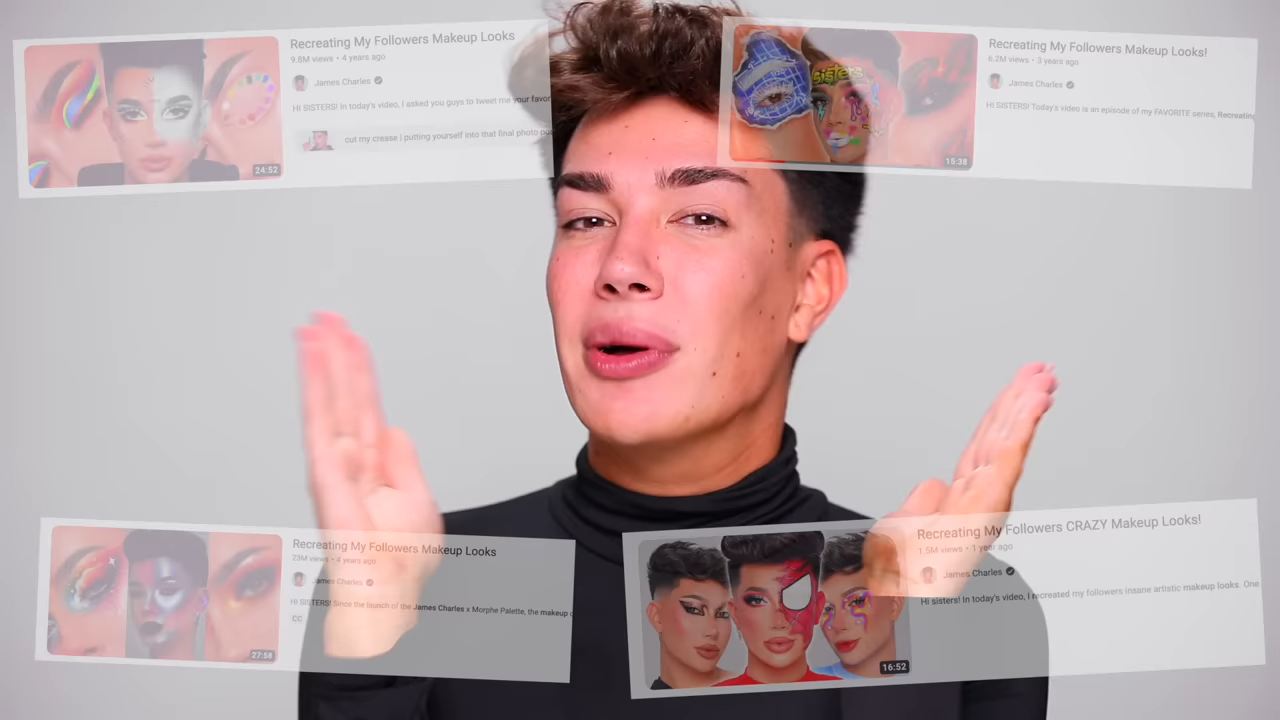 Recreating My Followers Makeup Looks
9.8M views • 4 years ago
James Charles
HI SISTERS! in today's video, I asked you guys to tweet me your favor
cut my crease | putting yourself into that final photo
24:52
sisters
Recreating My Followers Makeup Looks!
6.2M views • 3 years ago
James Charles
HI SISTERS! Today's video is an episode of my FAVORITE series, Recreating
15:38
Recreating My Followers Makeup Looks
23M views • 4 years ago
James Charles
HI SISTERS! Since the launch of the James Charles x Morphe Palette, the makeup
CC
27:58
Recreating My Followers CRAZY Makeup Looks!
1.5M views • 1 year ago
James Charles
Hi sisters! In today's video, I recreated my followers insane artistic makeup looks. One
16:52